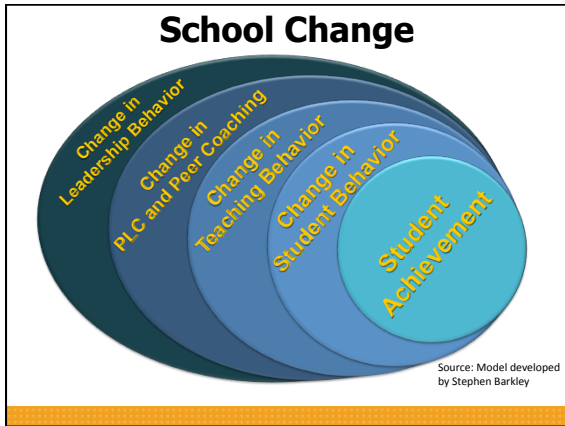 School Change
Change in
Leadership Behavior
Change in
PLC and Peer Coaching
Change in
Teaching Behavior
Change in
Student Behavior
Student
Achievement
Source: Model developed
by Stephen Barkley